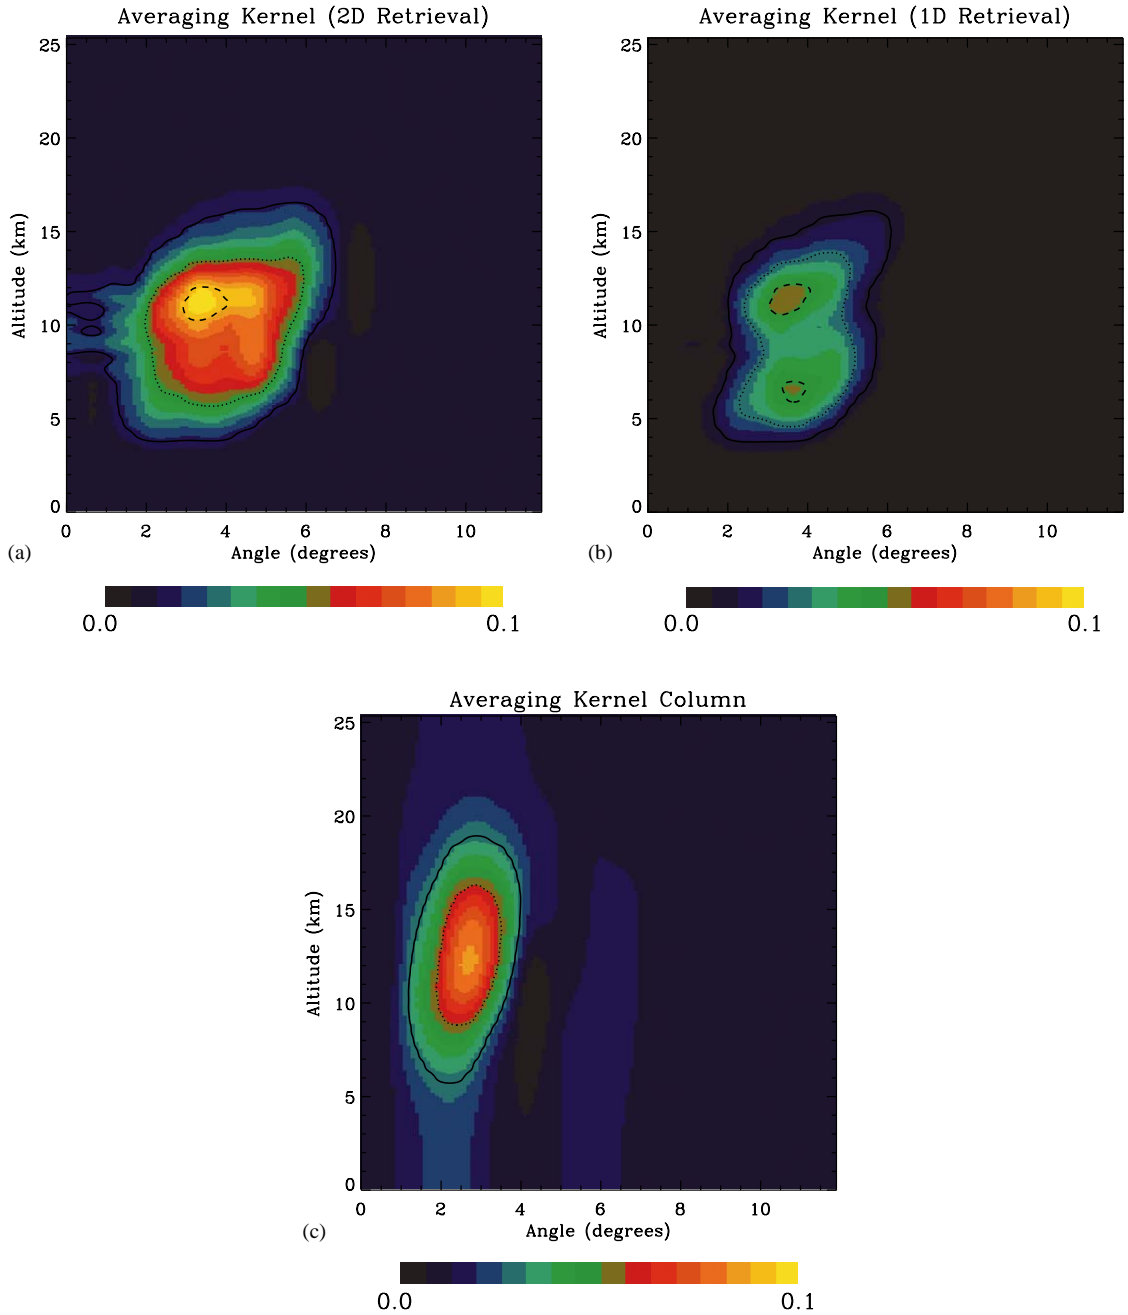 Averaging Kernel (2D Retrieval)
25
20
15
10
5
0
Altitude (km)
0 2 4 6 8 10
Angle (degrees)
(a)
0.0 0.1
Averaging Kernel (1D Retrieval)
25
20
15
10
5
0
Altitude (km)
0 2 4 6 8 10
Angle (degrees)
(b)
0.0 0.1
Averaging Kernel Column
25
20
15
10
5
0
Altitude (km)
0 2 4 6 8 10
Angle (degrees)
(c)
0.0 0.1